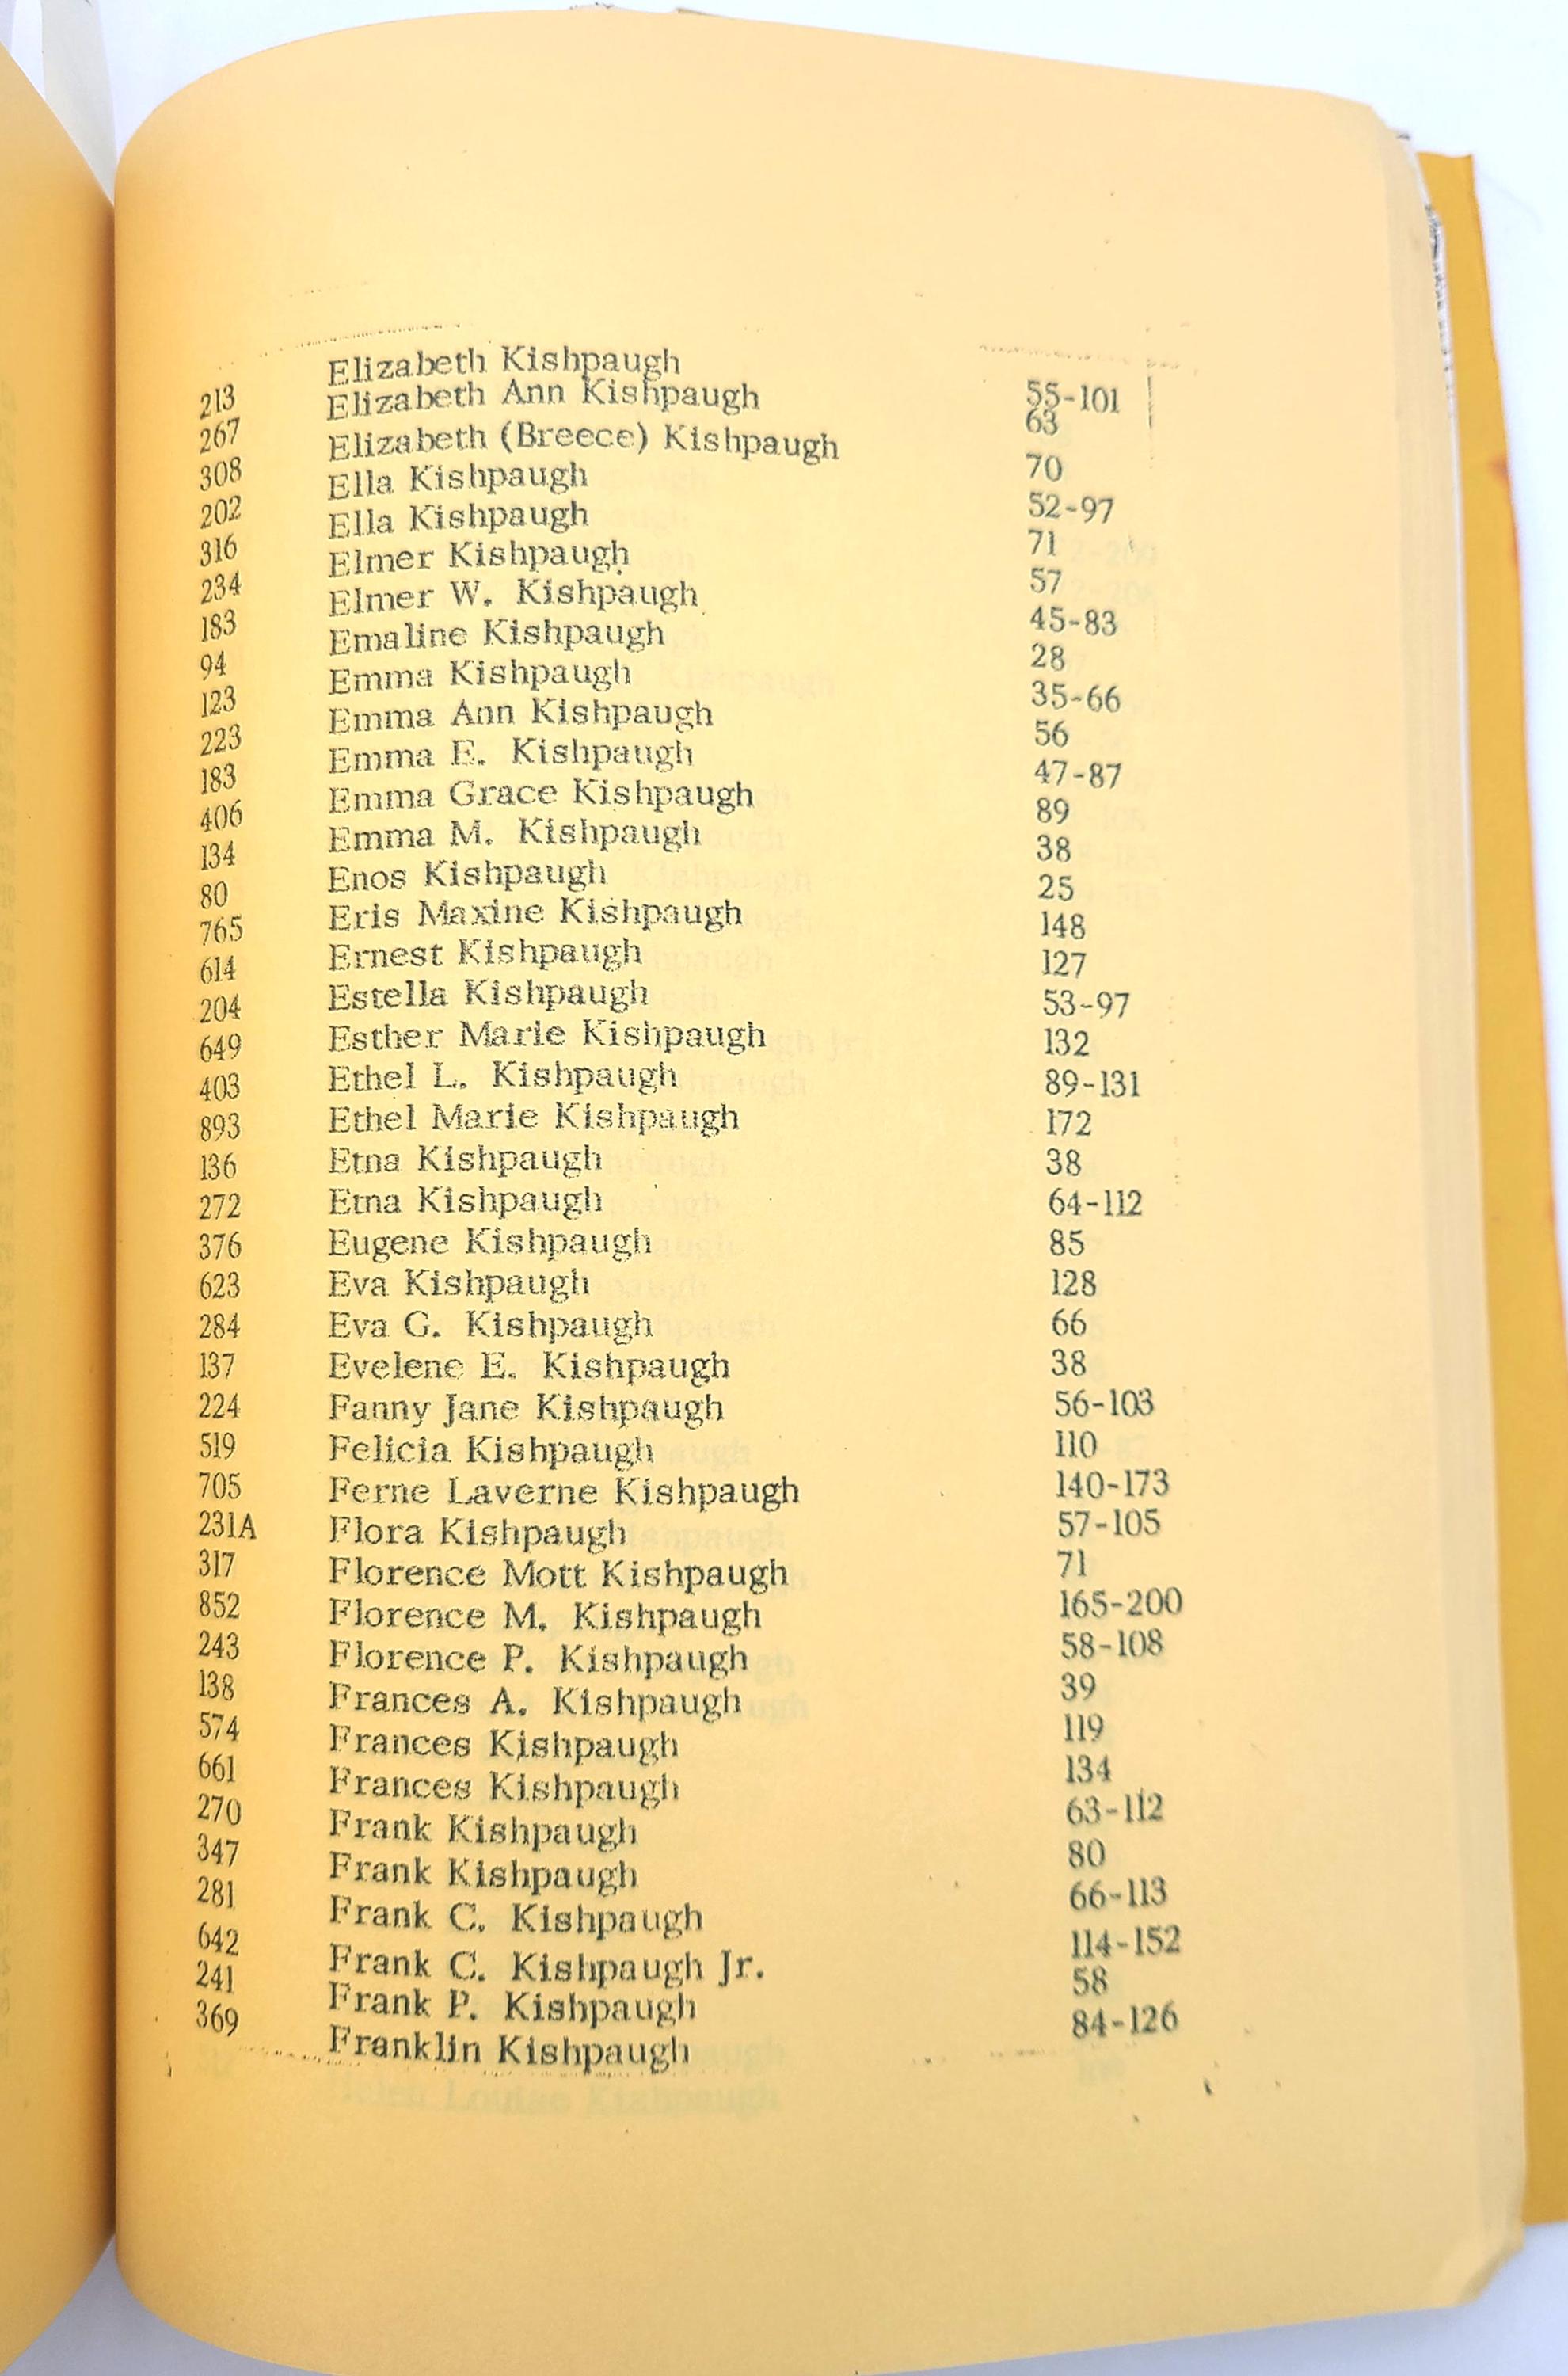 213 Elizabeth Kishpaugh 55-101
267 Elizabeth Ann Kishpaugh 63
308 Elizabeth (Breece) Kishpaugh 70
202 Ella Kishpaugh 52-97
316 Ella Kishpaugh 71
234 Elmer Kishpaugh 57
183 Elmer W. Kishpaugh 45-83
94 Emaline Kishpaugh 28
123 Emma Kishpaugh 35-66
223 Emma Ann Kishpaugh 56
183 Emma E. Kishpaugh 47-87
406 Emma Grace Kishpaugh 89
134 Emma M. Kishpaugh 38
80 Enos Kishpaugh 25
765 Eris Maxine Kishpaugh 148
614 Ernest Kishpaugh 127
204 Estella Kishpaugh 53-97
649 Esther Marie Kishpaugh 132
403 Ethel L. Kishpaugh 89-131
893 Ethel Marie Kishpaugh 172
136 Etna Kishpaugh 38
272 Etna Kishpaugh 64-112
376 Eugene Kishpaugh 85
623 Eva Kishpaugh 128
284 Eva G. Kishpaugh 66
137 Evelene E. Kishpaugh 38
224 Fanny Jane Kishpaugh 56-103
519 Felicia Kishpaugh 110
705 Ferne Laverne Kishpaugh 140-173
231A Flora Kishpaugh 57-105
317 Florence Mott Kishpaugh 71
852 Florence M. Kishpaugh 165-200
243 Florence P. Kishpaugh 58-108
138 Frances A. Kishpaugh 39
574 Frances Kishpaugh 119
661 Frances Kishpaugh 134
270 Frank Kishpaugh 63-112
347 Frank Kishpaugh 80
281 Frank C. Kishpaugh 66-113
642 Frank C. Kishpaugh Jr. 114-152
241 Frank P. Kishpaugh 58
369 Franklin Kishpaugh 84-126